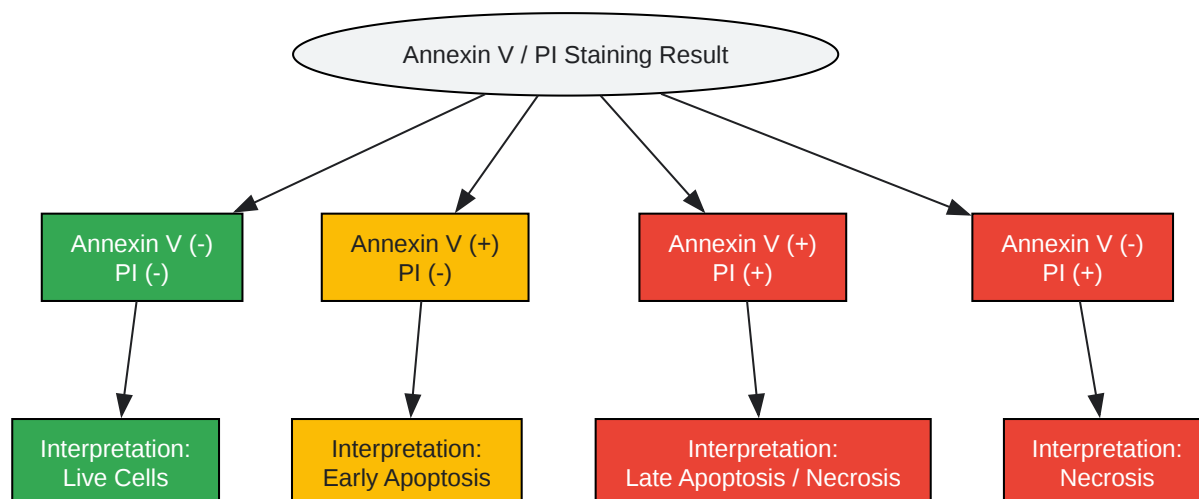 Annexin V / PI Staining Result
Annexin V (-)
PI (-)
Annexin V (+)
PI (-)
Annexin V (+)
PI (+)
Annexin V (-)
PI (+)
Interpretation:
Live Cells
Interpretation:
Early Apoptosis
Interpretation:
Late Apoptosis / Necrosis
Interpretation:
Necrosis